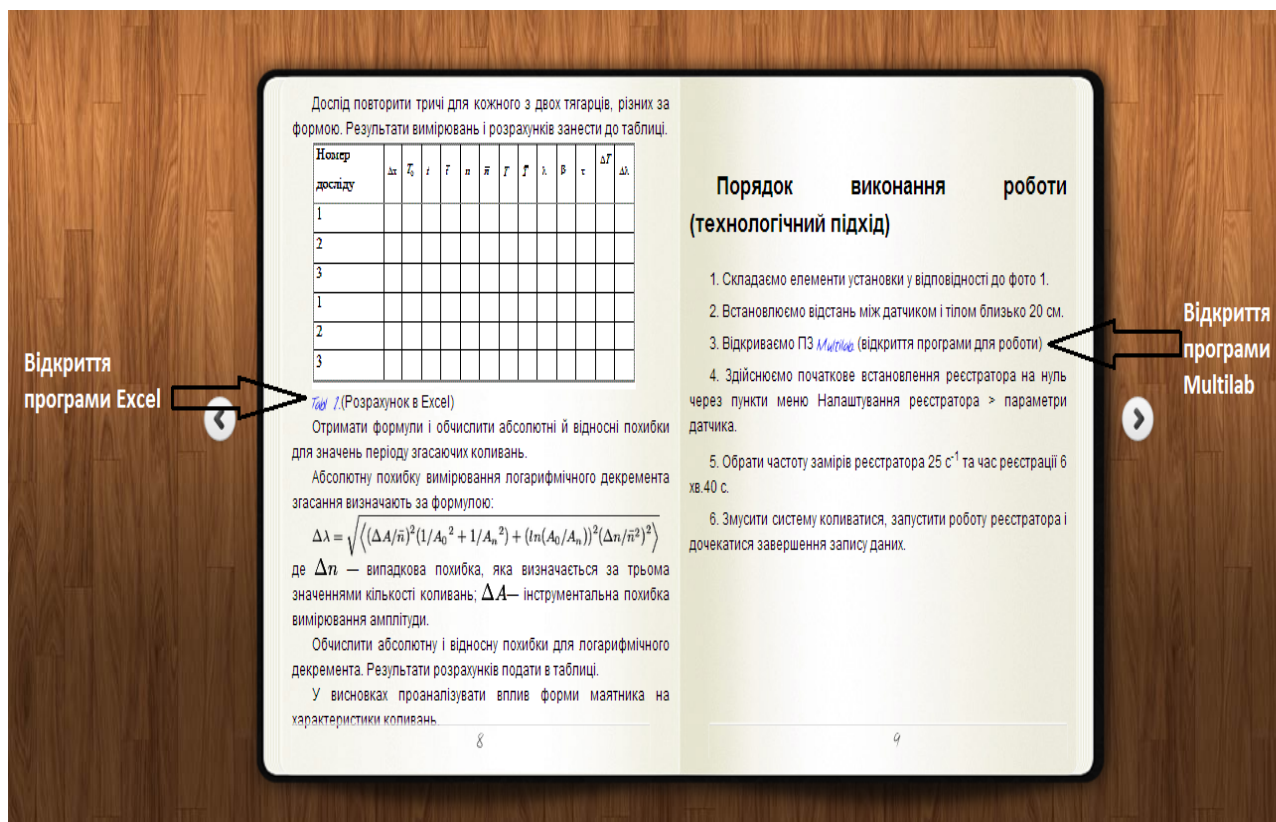 Дослід повторити тричі для кожного з двох тягарців, різних за
формою. Результати вимірювань і розрахунків занести до таблиці.
Номер
досліду Δx T₀ t t̄ n n̄ T T̄ λ β τ ΔT Δλ
1
2
3
1
2
3
Відкриття
програми Excel
Tabl 1.(Розрахунок в Excel)
Отримати формули і обчислити абсолютні й відносні похибки
для значень періоду згасаючих коливань.
Абсолютну похибку вимірювання логарифмічного декремента
згасання визначають за формулою:
Δλ = √⟨(ΔA/n̄)²(1/A₀² + 1/Aₙ²) + (ln(A₀/Aₙ))²(Δn/n̄²)²⟩
де Δn — випадкова похибка, яка визначається за трьома
значеннями кількості коливань; ΔA— інструментальна похибка
вимірювання амплітуди.
Обчислити абсолютну і відносну похибки для логарифмічного
декремента. Результати розрахунків подати в таблиці.
У висновках проаналізувати вплив форми маятника на
характеристики коливань.
8
Порядок виконання роботи
(технологічний підхід)
1. Складаємо елементи установки у відповідності до фото 1.
2. Встановлюємо відстань між датчиком і тілом близько 20 см.
3. Відкриваємо ПЗ Multilab (відкриття програми для роботи)
4. Здійснюємо початкове встановлення реєстратора на нуль
через пункти меню Налаштування реєстратора > параметри
датчика.
5. Обрати частоту замірів реєстратора 25 с⁻¹ та час реєстрації 6
хв.40 с.
6. Змусити систему коливатися, запустити роботу реєстратора і
дочекатися завершення запису даних.
9
Відкриття
програми
Multilab